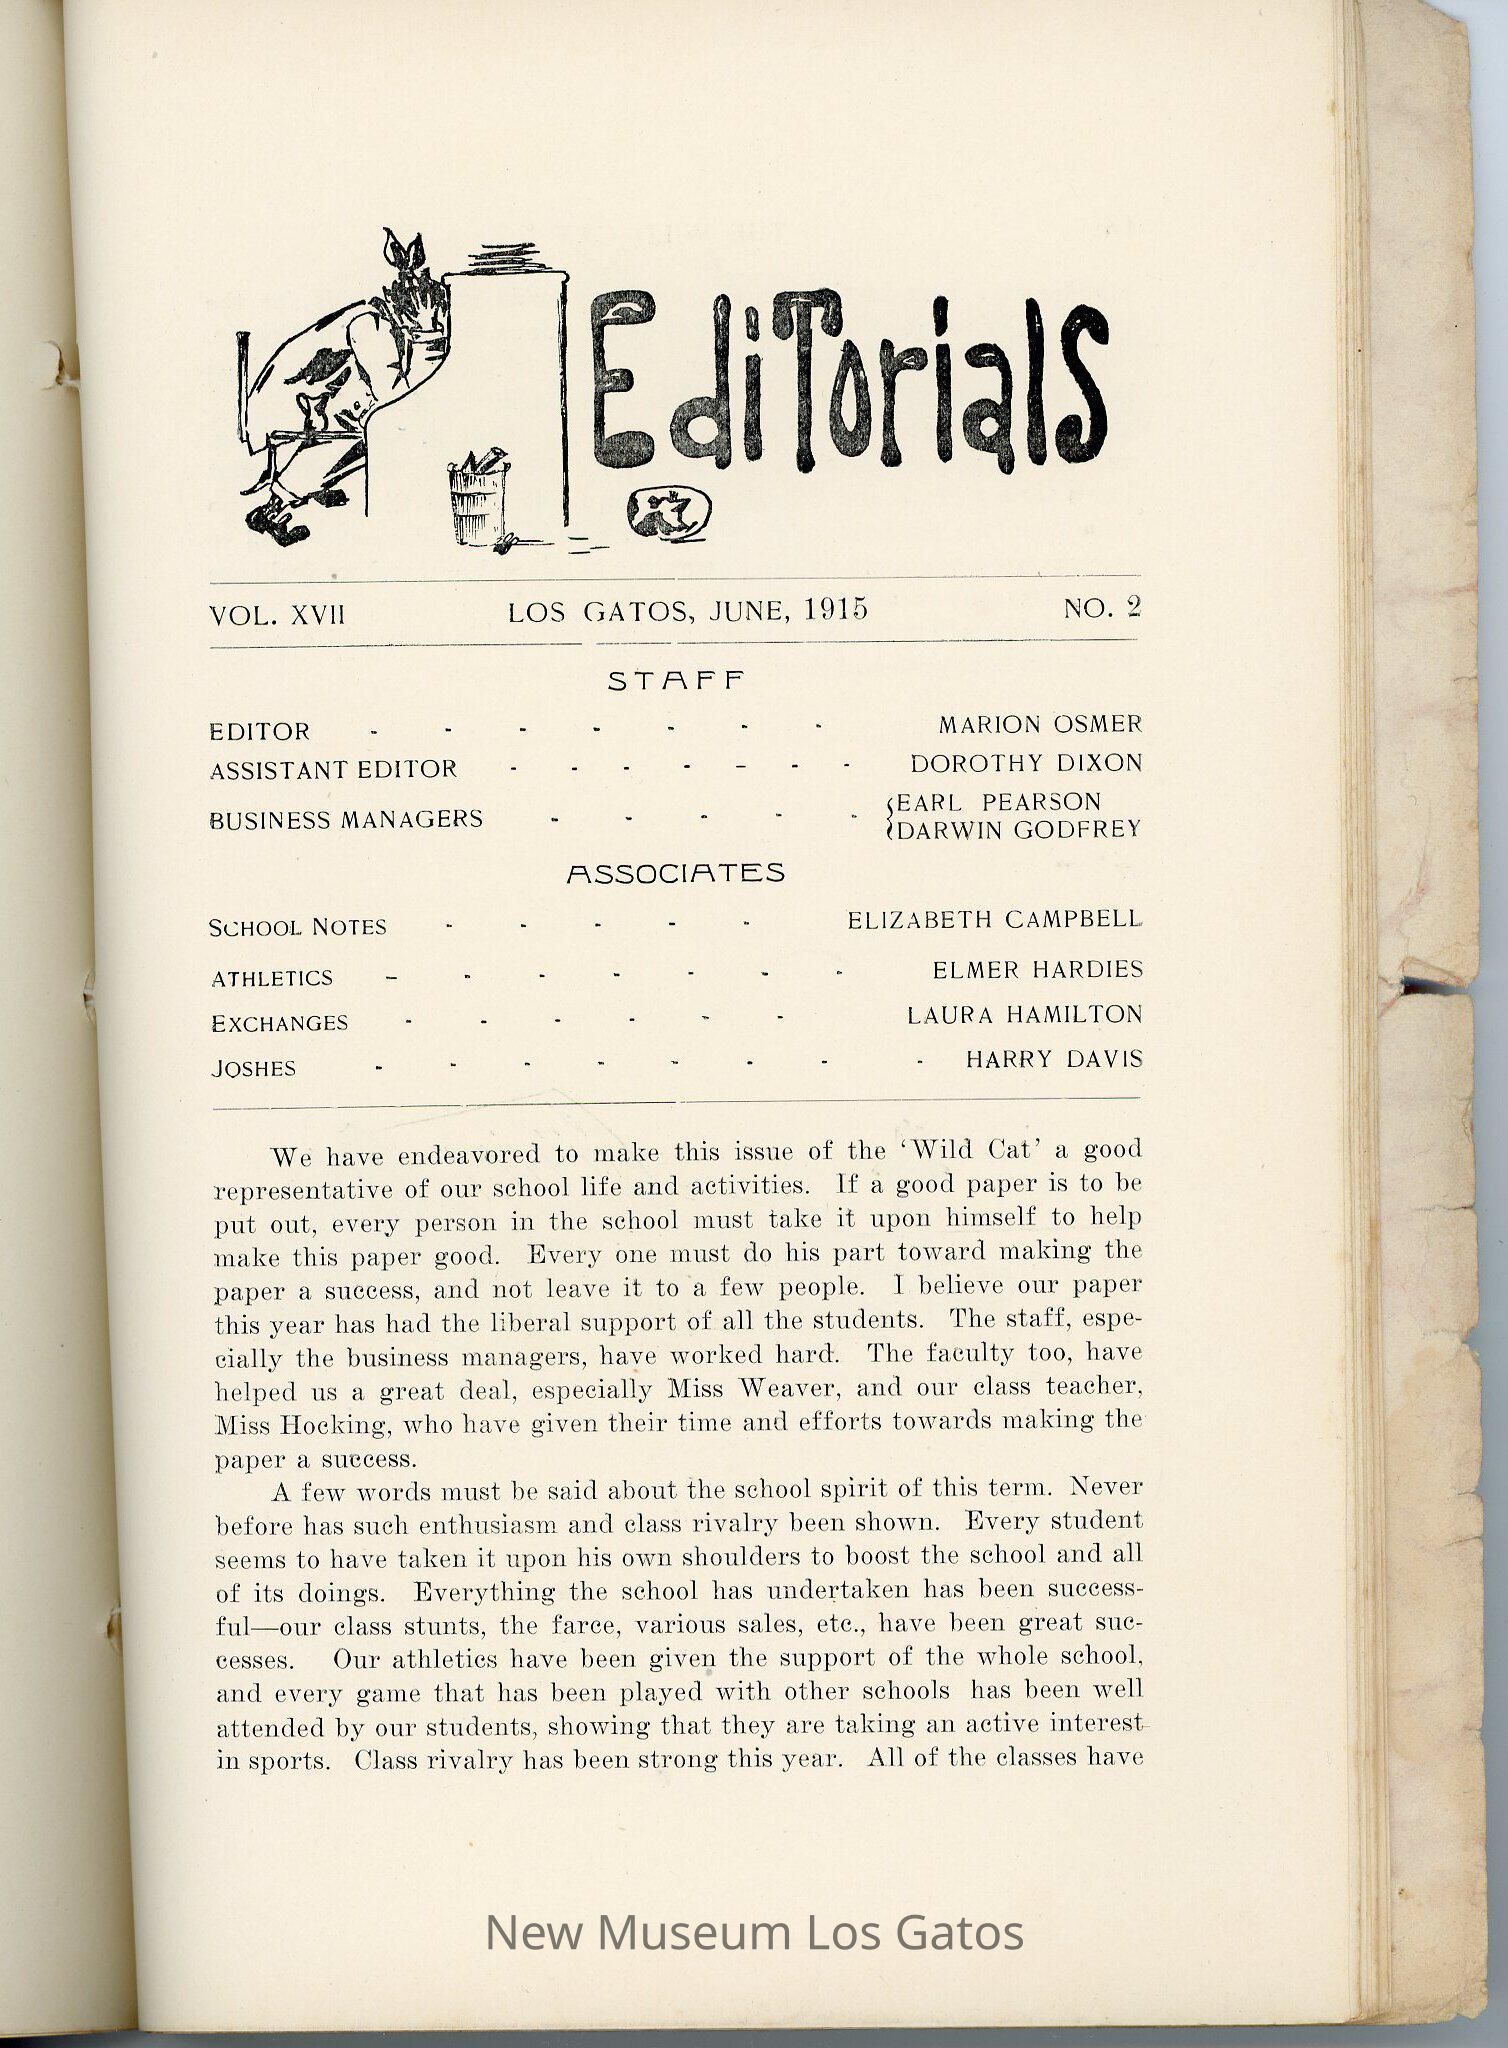 EdiTorials
VOL. XVII LOS GATOS, JUNE, 1915 NO. 2
STAFF
EDITOR - - - - - - - MARION OSMER
ASSISTANT EDITOR - - - - - - - DOROTHY DIXON
BUSINESS MANAGERS - - - - - {EARL PEARSON
{DARWIN GODFREY
ASSOCIATES
SCHOOL NOTES - - - - - ELIZABETH CAMPBELL
ATHLETICS - - - - - - - ELMER HARDIES
EXCHANGES - - - - - - LAURA HAMILTON
JOSHES - - - - - - - - HARRY DAVIS
We have endeavored to make this issue of the ‘Wild Cat’ a good
representative of our school life and activities. If a good paper is to be
put out, every person in the school must take it upon himself to help
make this paper good. Every one must do his part toward making the
paper a success, and not leave it to a few people. I believe our paper
this year has had the liberal support of all the students. The staff, espe-
cially the business managers, have worked hard. The faculty too, have
helped us a great deal, especially Miss Weaver, and our class teacher,
Miss Hocking, who have given their time and efforts towards making the
paper a success.
A few words must be said about the school spirit of this term. Never
before has such enthusiasm and class rivalry been shown. Every student
seems to have taken it upon his own shoulders to boost the school and all
of its doings. Everything the school has undertaken has been success-
ful—our class stunts, the farce, various sales, etc., have been great suc-
cesses. Our athletics have been given the support of the whole school,
and every game that has been played with other schools has been well
attended by our students, showing that they are taking an active interest
in sports. Class rivalry has been strong this year. All of the classes have
New Museum Los Gatos